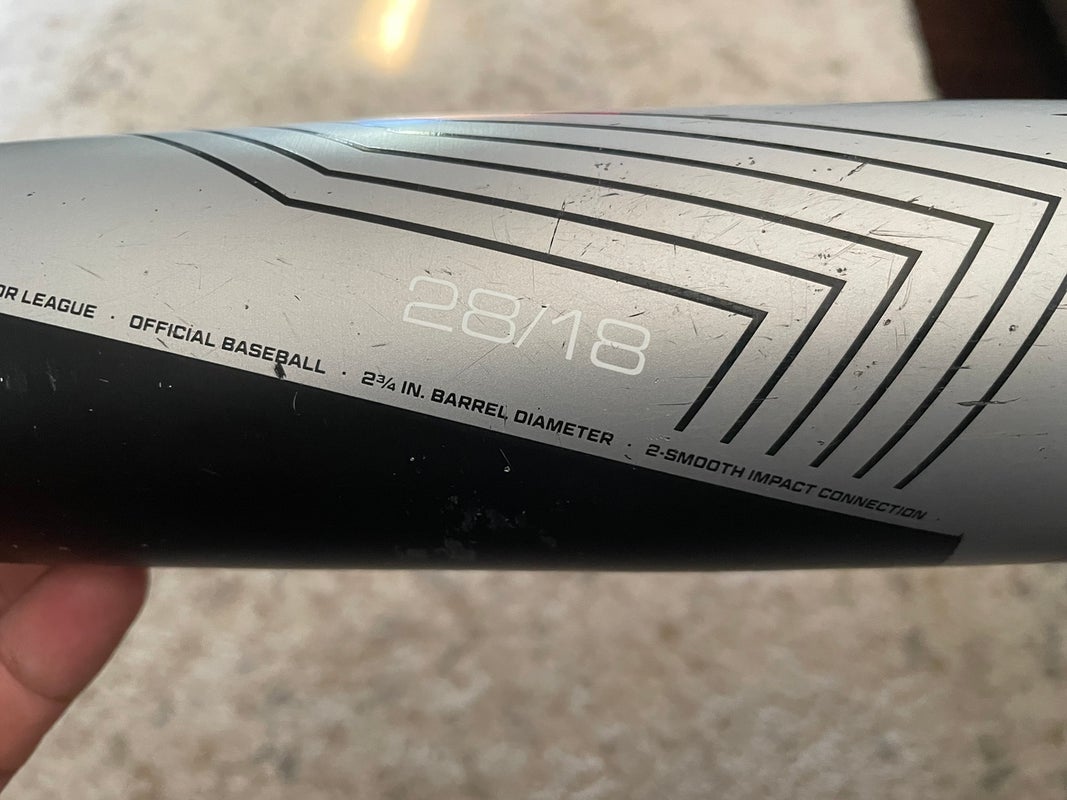 28/18
OR LEAGUE · OFFICIAL BASEBALL · 2¾ IN. BARREL DIAMETER · 2-SMOOTH IMPACT CONNECTION ·